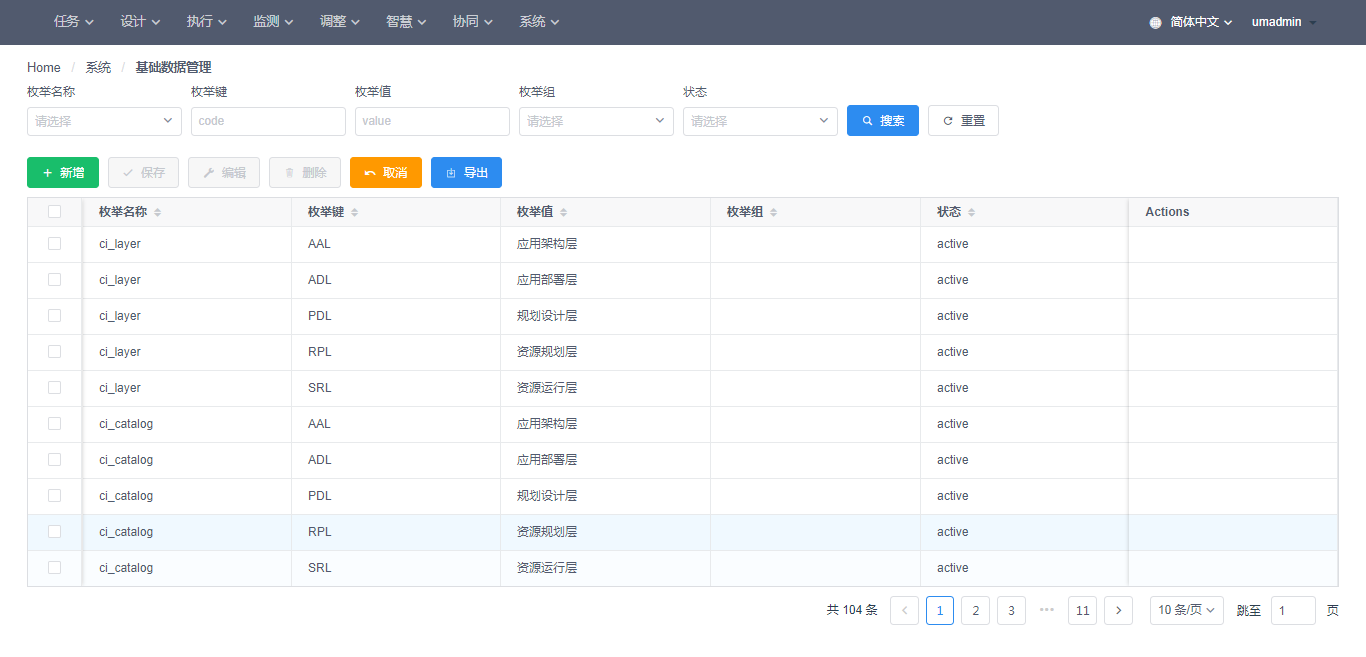 任务 设计 执行 监测 调整 智慧 协同 系统 简体中文 umadmin
Home / 系统 / 基础数据管理
枚举名称 枚举键 枚举值 枚举组 状态
请选择 code value 请选择 请选择 搜索 重置
新增 保存 编辑 删除 取消 导出
枚举名称 枚举键 枚举值 枚举组 状态 Actions
ci_layer AAL 应用架构层 active
ci_layer ADL 应用部署层 active
ci_layer PDL 规划设计层 active
ci_layer RPL 资源规划层 active
ci_layer SRL 资源运行层 active
ci_catalog AAL 应用架构层 active
ci_catalog ADL 应用部署层 active
ci_catalog PDL 规划设计层 active
ci_catalog RPL 资源规划层 active
ci_catalog SRL 资源运行层 active
共 104 条 1 2 3 ••• 11 10 条/页 跳至 1 页